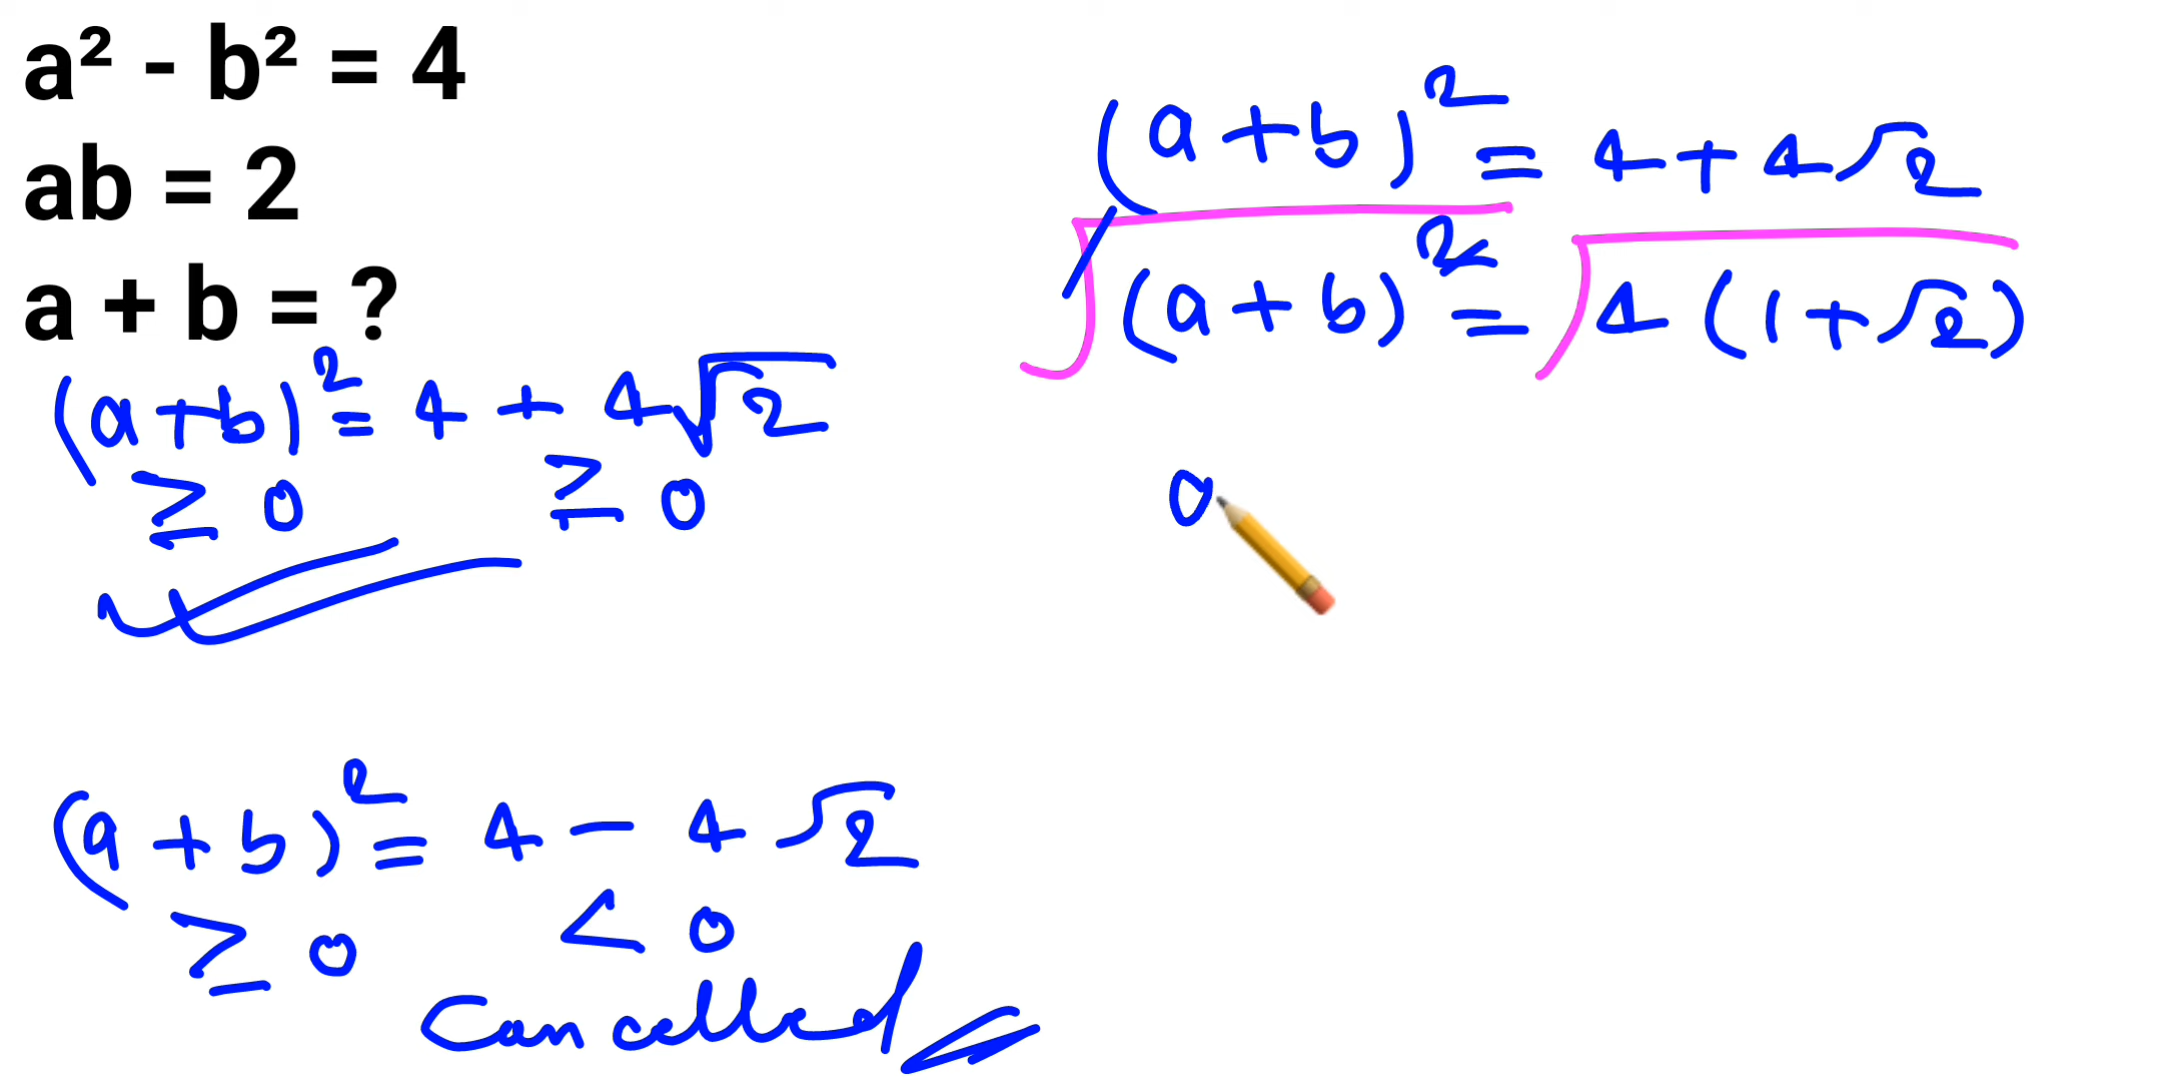 a² - b² = 4
ab = 2
a + b = ?
(a+b)² = 4 + 4√2
≥ 0 ≥ 0
(a + b)² = 4 - 4√2
≥ 0 < 0
Cancelled
(a+b)² = 4 + 4√2
√(a + b)² = √4(1+√2)
a